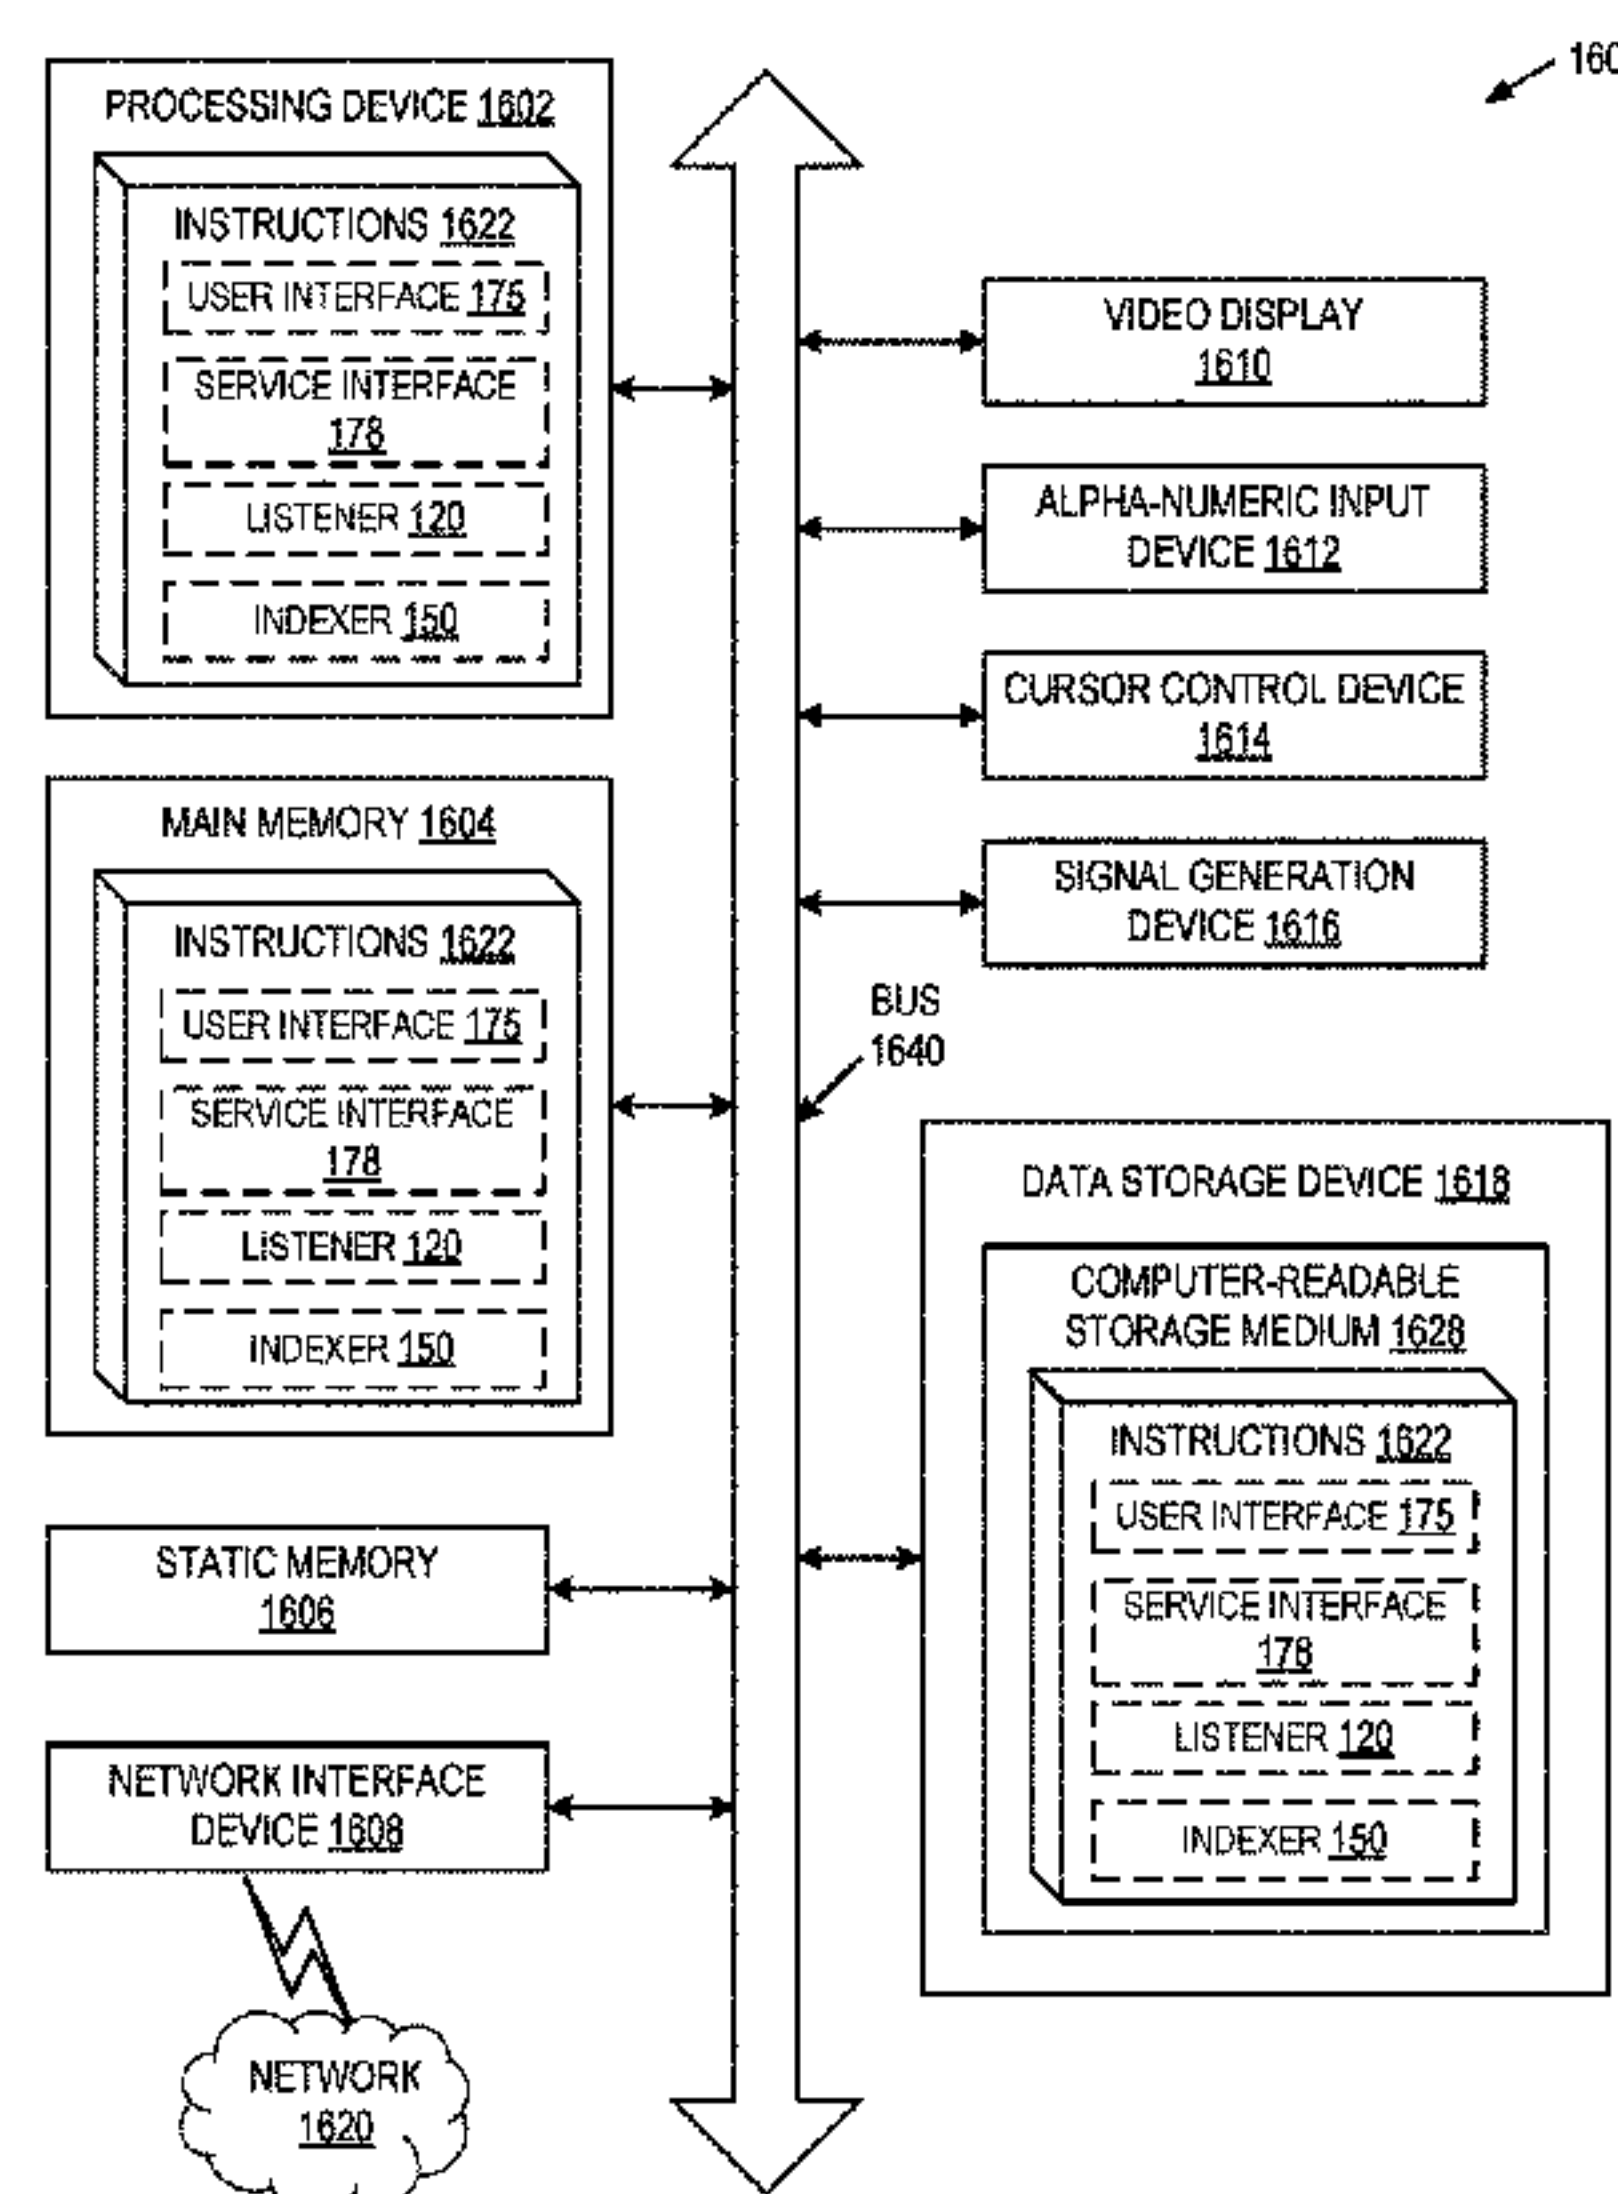 160
PROCESSING DEVICE 1602
INSTRUCTIONS 1622
USER INTERFACE 175
SERVICE INTERFACE
178
LISTENER 120
INDEXER 150
MAIN MEMORY 1604
INSTRUCTIONS 1622
USER INTERFACE 175
SERVICE INTERFACE
178
LISTENER 120
INDEXER 150
STATIC MEMORY
1606
NETWORK INTERFACE
DEVICE 1608
NETWORK
1620
VIDEO DISPLAY
1610
ALPHA-NUMERIC INPUT
DEVICE 1612
CURSOR CONTROL DEVICE
1614
SIGNAL GENERATION
DEVICE 1616
BUS
1640
DATA STORAGE DEVICE 1618
COMPUTER-READABLE
STORAGE MEDIUM 1628
INSTRUCTIONS 1622
USER INTERFACE 175
SERVICE INTERFACE
178
LISTENER 120
INDEXER 150